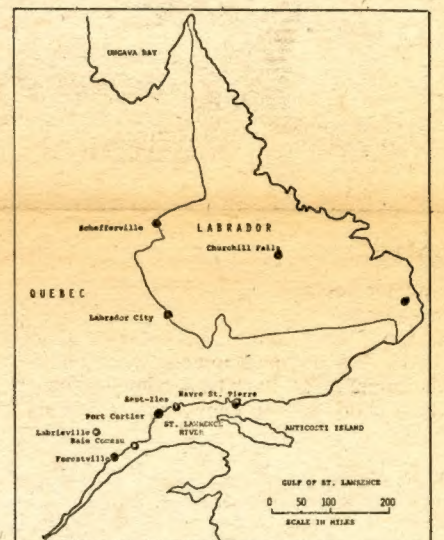 UNGAVA BAY
Schefferville
LABRADOR
Churchill Falls
QUEBEC
Labrador City
Havre St. Pierre
Sept-Iles
Port Cartier
ST. LAWRENCE
RIVER
ANTICOSTI ISLAND
Labrieville
Baie Comeau
Forestville
GULF OF ST. LAWRENCE
0 50 100 200
SCALE IN MILES